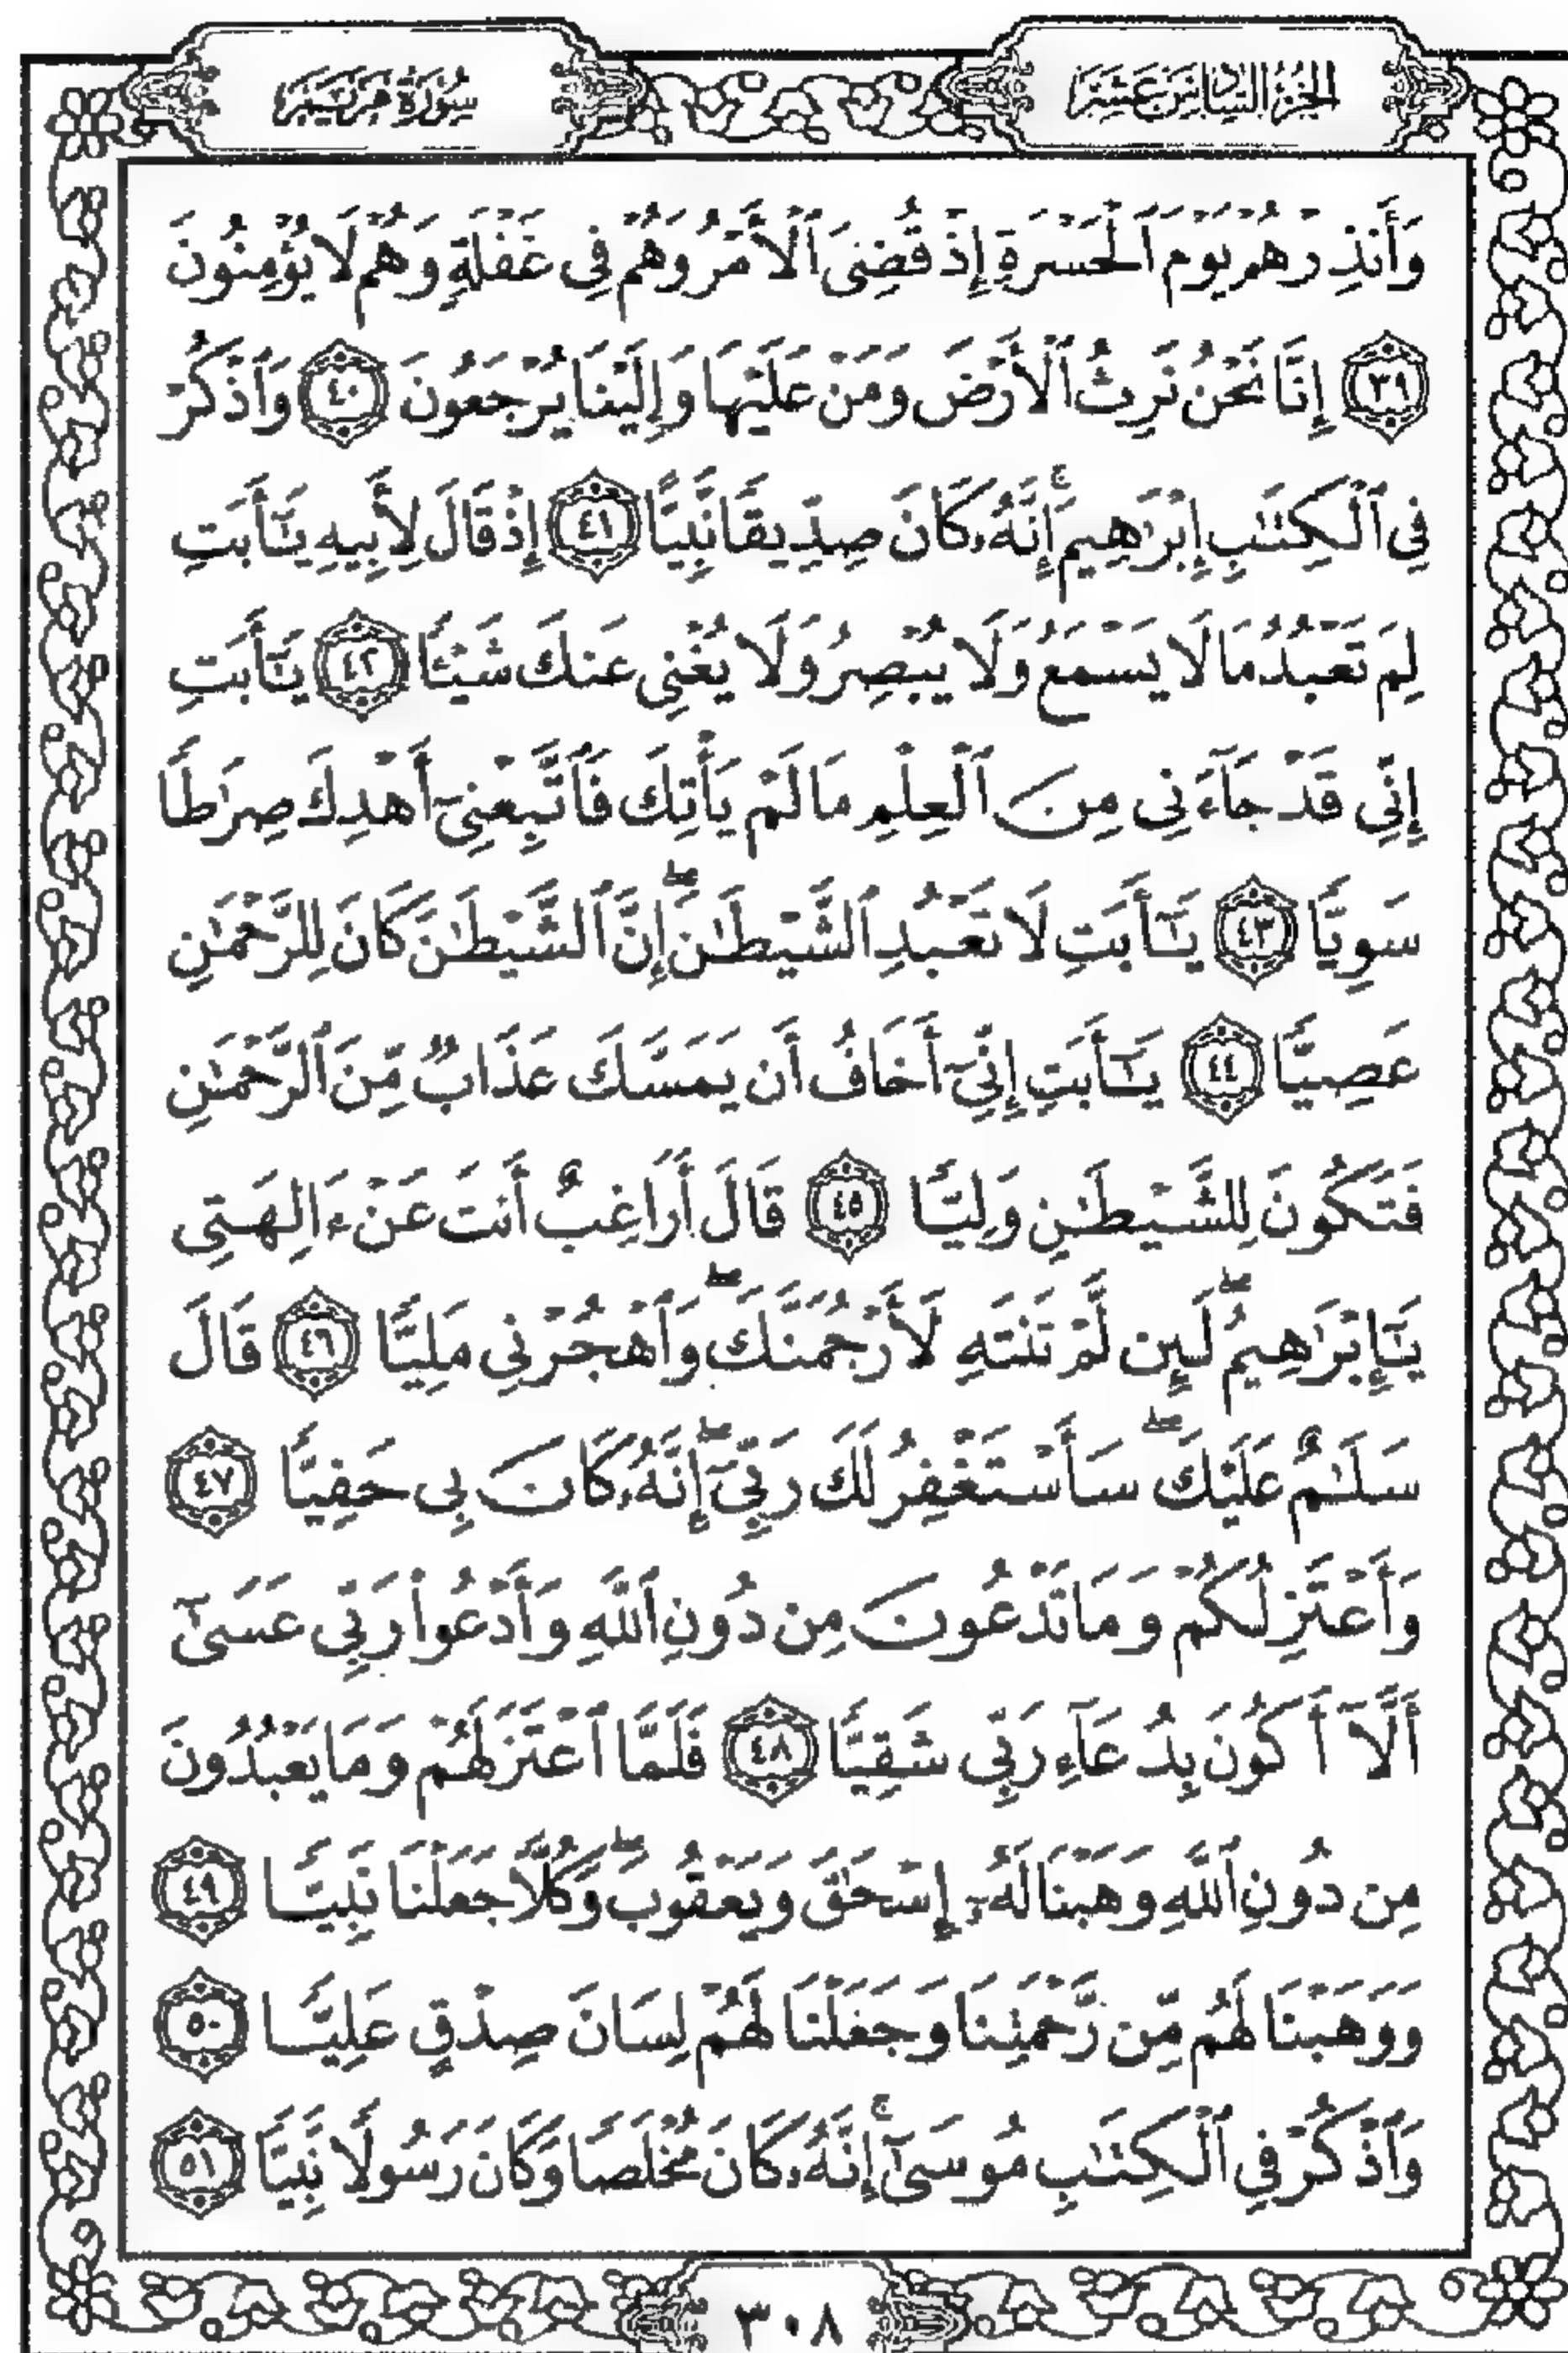 الجزء السادس عشر
سورة مريم
وَأَنذِرْهُمْ يَوْمَ ٱلْحَسْرَةِ إِذْ قُضِىَ ٱلْأَمْرُ وَهُمْ فِى غَفْلَةٍ وَهُمْ لَا يُؤْمِنُونَ
٣٩ إِنَّا نَحْنُ نَرِثُ ٱلْأَرْضَ وَمَنْ عَلَيْهَا وَإِلَيْنَا يُرْجَعُونَ ٤٠ وَٱذْكُرْ
فِى ٱلْكِتَٰبِ إِبْرَٰهِيمَ ۚ إِنَّهُۥ كَانَ صِدِّيقًا نَّبِيًّا ٤١ إِذْ قَالَ لِأَبِيهِ يَٰٓأَبَتِ
لِمَ تَعْبُدُ مَا لَا يَسْمَعُ وَلَا يُبْصِرُ وَلَا يُغْنِى عَنكَ شَيْـًٔا ٤٢ يَٰٓأَبَتِ
إِنِّى قَدْ جَآءَنِى مِنَ ٱلْعِلْمِ مَا لَمْ يَأْتِكَ فَٱتَّبِعْنِىٓ أَهْدِكَ صِرَٰطًا
سَوِيًّا ٤٣ يَٰٓأَبَتِ لَا تَعْبُدِ ٱلشَّيْطَٰنَ ۖ إِنَّ ٱلشَّيْطَٰنَ كَانَ لِلرَّحْمَٰنِ
عَصِيًّا ٤٤ يَٰٓأَبَتِ إِنِّىٓ أَخَافُ أَن يَمَسَّكَ عَذَابٌ مِّنَ ٱلرَّحْمَٰنِ
فَتَكُونَ لِلشَّيْطَٰنِ وَلِيًّا ٤٥ قَالَ أَرَاغِبٌ أَنتَ عَنْ ءَالِهَتِى
يَٰٓإِبْرَٰهِيمُ ۖ لَئِن لَّمْ تَنتَهِ لَأَرْجُمَنَّكَ ۖ وَٱهْجُرْنِى مَلِيًّا ٤٦ قَالَ
سَلَٰمٌ عَلَيْكَ ۖ سَأَسْتَغْفِرُ لَكَ رَبِّىٓ ۖ إِنَّهُۥ كَانَ بِى حَفِيًّا ٤٧
وَأَعْتَزِلُكُمْ وَمَا تَدْعُونَ مِن دُونِ ٱللَّهِ وَأَدْعُوا۟ رَبِّى عَسَىٰٓ
أَلَّآ أَكُونَ بِدُعَآءِ رَبِّى شَقِيًّا ٤٨ فَلَمَّا ٱعْتَزَلَهُمْ وَمَا يَعْبُدُونَ
مِن دُونِ ٱللَّهِ وَهَبْنَا لَهُۥٓ إِسْحَٰقَ وَيَعْقُوبَ ۖ وَكُلًّا جَعَلْنَا نَبِيًّا ٤٩
وَوَهَبْنَا لَهُم مِّن رَّحْمَتِنَا وَجَعَلْنَا لَهُمْ لِسَانَ صِدْقٍ عَلِيًّا ٥٠
وَٱذْكُرْ فِى ٱلْكِتَٰبِ مُوسَىٰٓ ۚ إِنَّهُۥ كَانَ مُخْلَصًا وَكَانَ رَسُولًا نَّبِيًّا ٥١
٣٠٨